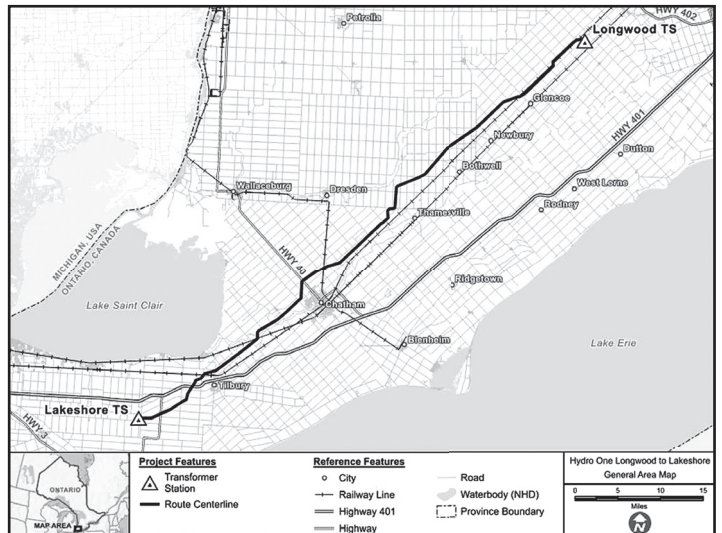 Petrolia
HWY 402
Longwood TS
Glencoe
HWY 401
Newbury
Dutton
Bothwell
Wallaceburg
Dresden
West Lorne
Rodney
Thamesville
MICHIGAN, USA
ONTARIO, CANADA
HWY 40
Ridgetown
Lake Saint Clair
Chatham
Blenheim
Lake Erie
Tilbury
Lakeshore TS
HWY 3
ONTARIO
MAP AREA
Project Features
Transformer
Station
Route Centerline
Reference Features
City
Railway Line
Highway 401
Highway
Road
Waterbody (NHD)
Province Boundary
Hydro One Longwood to Lakeshore
General Area Map
0 5 10 15
Miles
N